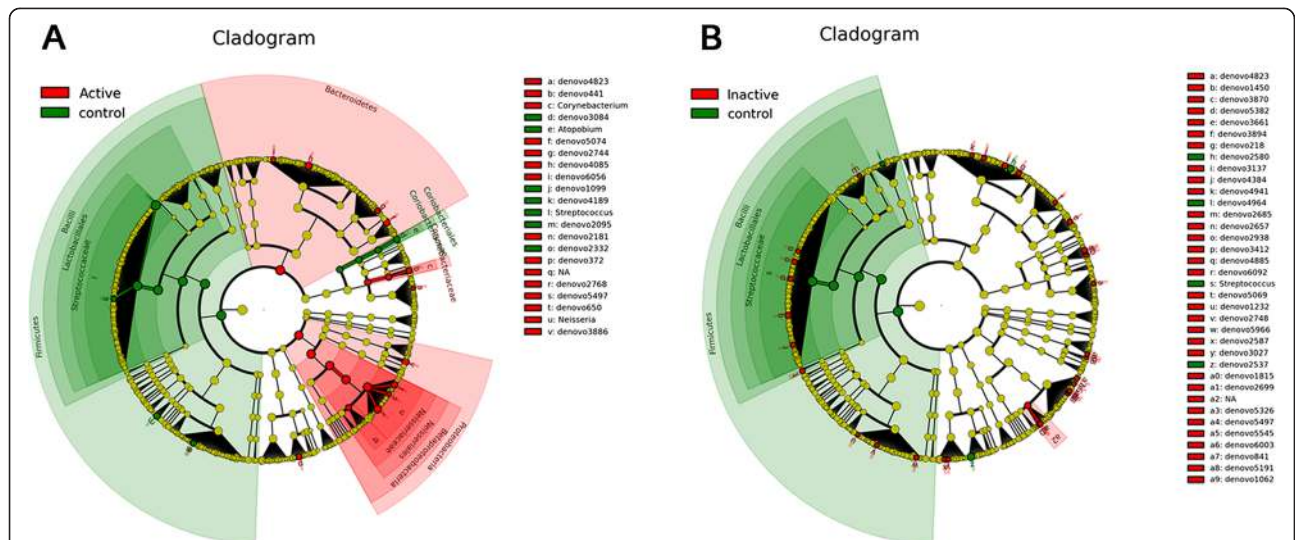 A
Cladogram
Active
control
Bacteroidetes
Firmicutes
Bacilli
Lactobacillales
Streptococcaceae
Coriobacteriales
Proteobacteria
Betaproteobacteria
Neisseriales
Neisseriaceae
a: denovo4823
b: denovo441
c: Corynebacterium
d: denovo3084
e: Atopobium
f: denovo5074
g: denovo2744
h: denovo4085
i: denovo6056
j: denovo1099
k: denovo4189
l: Streptococcus
m: denovo2095
n: denovo2181
o: denovo2332
p: denovo372
q: NA
r: denovo2768
s: denovo5497
t: denovo650
u: Neisseria
v: denovo3886
B
Cladogram
Inactive
control
Firmicutes
Bacilli
Lactobacillales
Streptococcaceae
a2
a: denovo4823
b: denovo1450
c: denovo3870
d: denovo5382
e: denovo3661
f: denovo3894
g: denovo218
h: denovo2580
i: denovo3137
j: denovo4384
k: denovo4941
l: denovo4964
m: denovo2685
n: denovo2657
o: denovo2938
p: denovo3412
q: denovo4885
r: denovo6092
s: Streptococcus
t: denovo5069
u: denovo1232
v: denovo2748
w: denovo5966
x: denovo2587
y: denovo3027
z: denovo2537
a0: denovo1815
a1: denovo2699
a2: NA
a3: denovo5326
a4: denovo5497
a5: denovo5545
a6: denovo6003
a7: denovo841
a8: denovo5191
a9: denovo1062